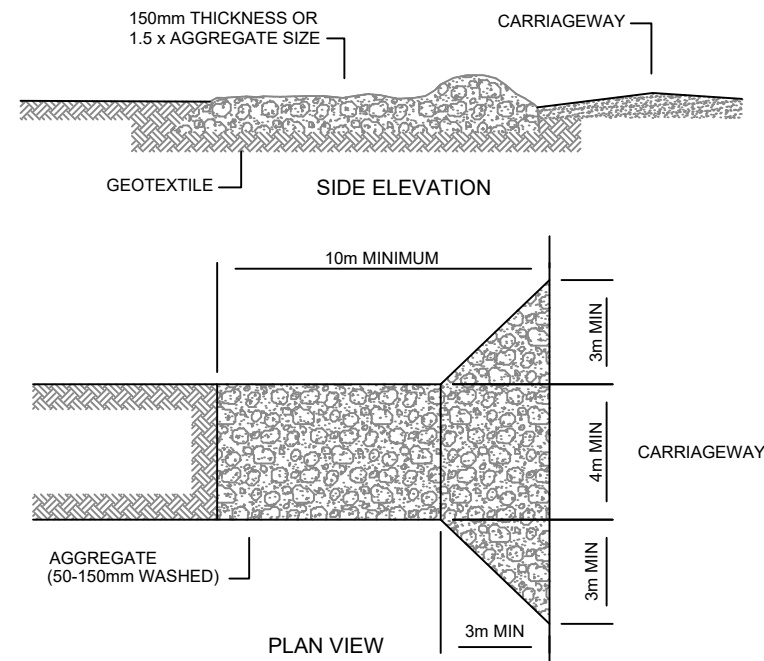 150mm THICKNESS OR
1.5 x AGGREGATE SIZE
CARRIAGEWAY
GEOTEXTILE
SIDE ELEVATION
10m MINIMUM
3m MIN
4m MIN
CARRIAGEWAY
3m MIN
AGGREGATE
(50-150mm WASHED)
3m MIN
PLAN VIEW